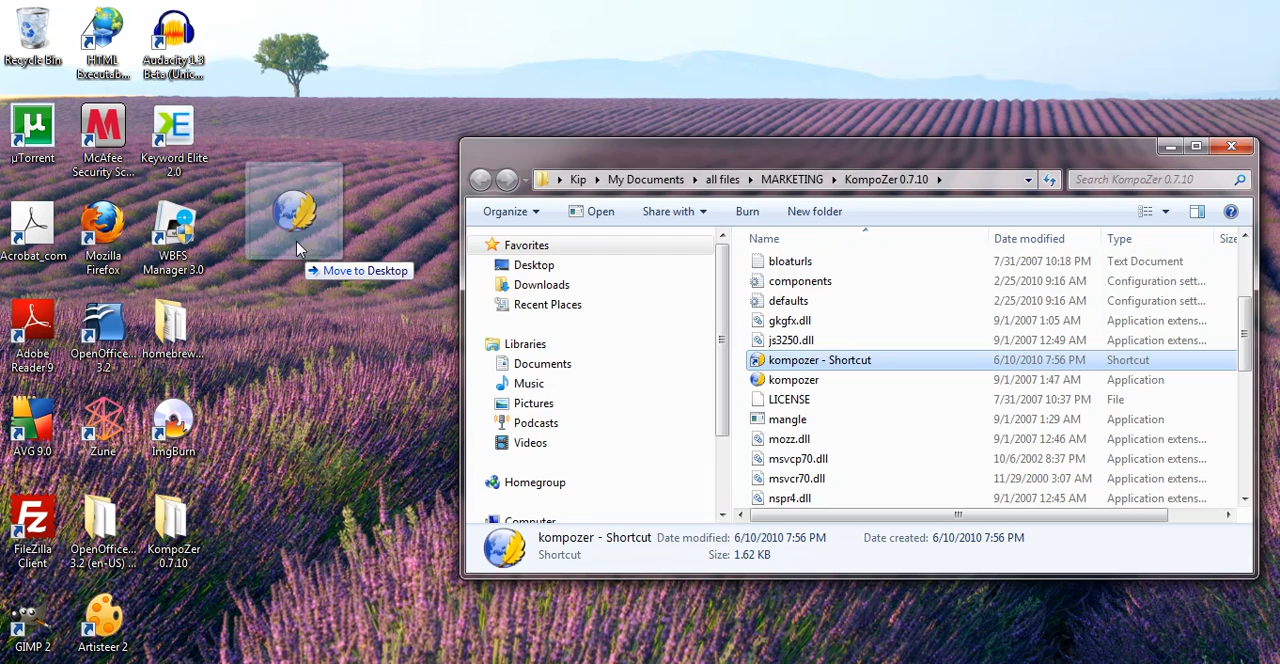 Recycle Bin
HTML
Executab...
Audacity 1.3
Beta (Unic...
µTorrent
McAfee
Security Sc...
Keyword Elite
2.0
Acrobat_com
Mozilla
Firefox
WBFS
Manager 3.0
Adobe
Reader 9
OpenOffice...
3.2
homebrew...
AVG 9.0
Zune
ImgBurn
FileZilla
Client
OpenOffice...
3.2 (en-US) ...
KompoZer
0.7.10
GIMP 2
Artisteer 2
Move to Desktop
Kip My Documents all files MARKETING KompoZer 0.7.10
Search KompoZer 0.7.10
Organize Open Share with Burn New folder
Favorites
Desktop
Downloads
Recent Places
Libraries
Documents
Music
Pictures
Podcasts
Videos
Homegroup
Computer
Name Date modified Type Size
bloaturls 7/31/2007 10:18 PM Text Document
components 2/25/2010 9:16 AM Configuration sett...
defaults 2/25/2010 9:16 AM Configuration sett...
gkgfx.dll 9/1/2007 1:05 AM Application extens...
js3250.dll 9/1/2007 12:49 AM Application extens...
kompozer - Shortcut 6/10/2010 7:56 PM Shortcut
kompozer 9/1/2007 1:47 AM Application
LICENSE 7/31/2007 10:37 PM File
mangle 9/1/2007 1:29 AM Application
mozz.dll 9/1/2007 12:46 AM Application extens...
msvcp70.dll 10/6/2002 8:37 PM Application extens...
msvcr70.dll 11/29/2000 3:07 AM Application extens...
nspr4.dll 9/1/2007 12:45 AM Application extens...
kompozer - Shortcut Date modified: 6/10/2010 7:56 PM Date created: 6/10/2010 7:56 PM
Shortcut Size: 1.62 KB